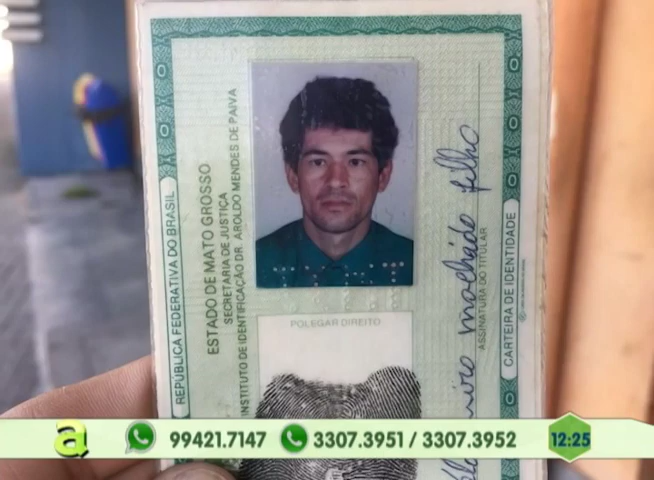 REPÚBLICA FEDERATIVA DO BRASIL
ESTADO DE MATO GROSSO
SECRETARIA DE JUSTIÇA
INSTITUTO DE IDENTIFICAÇÃO DR. AROLDO MENDES DE PAIVA
POLEGAR DIREITO
machado filho
ASSINATURA DO TITULAR
CARTEIRA DE IDENTIDADE
a 99421.7147 3307.3951 / 3307.3952 12:25